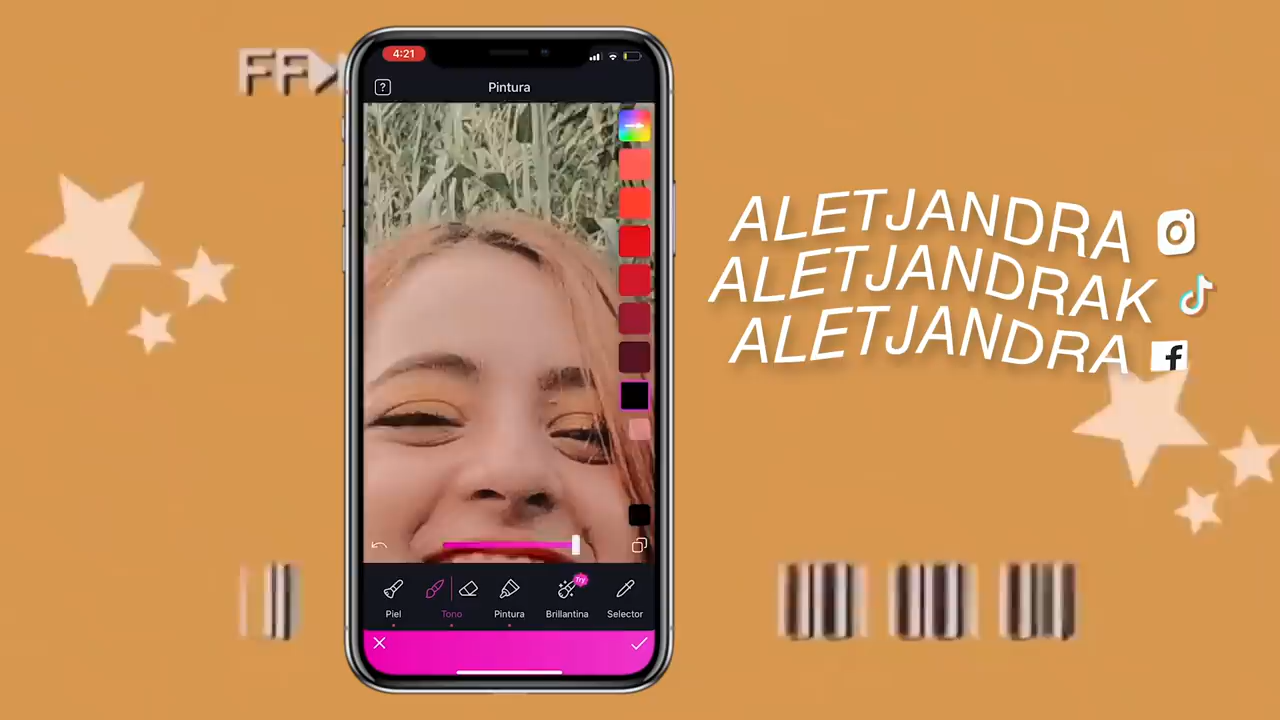 FF
4:21
?
Pintura
ALETJANDRA
ALETJANDRAK
ALETJANDRA
f
Try
Piel
Tono
Pintura
Brillantina
Selector